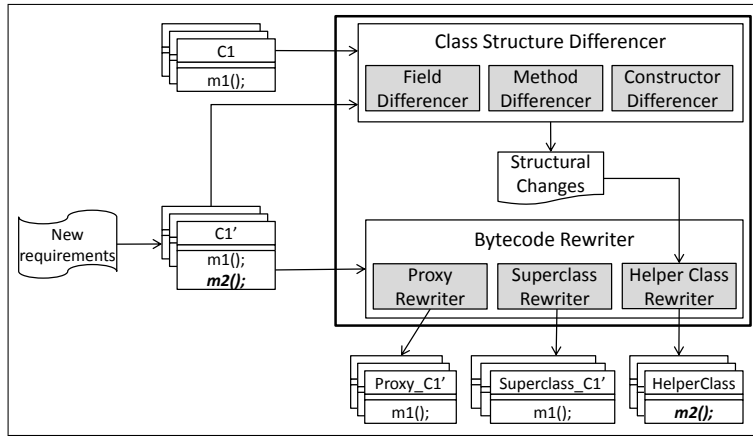 C1
m1();
Class Structure Differencer
Field
Differencer
Method
Differencer
Constructor
Differencer
Structural
Changes
New
requirements
C1’
m1();
m2();
Bytecode Rewriter
Proxy
Rewriter
Superclass
Rewriter
Helper Class
Rewriter
Proxy_C1’
m1();
Superclass_C1’
m1();
HelperClass
m2();